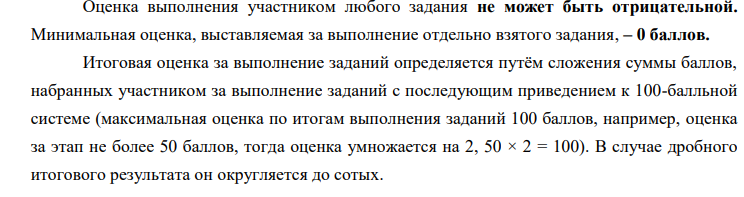 Оценка выполнения участником любого задания не может быть отрицательной.
Минимальная оценка, выставляемая за выполнение отдельно взятого задания, – 0 баллов.
Итоговая оценка за выполнение заданий определяется путём сложения суммы баллов,
набранных участником за выполнение заданий с последующим приведением к 100-балльной
системе (максимальная оценка по итогам выполнения заданий 100 баллов, например, оценка
за этап не более 50 баллов, тогда оценка умножается на 2, 50 × 2 = 100). В случае дробного
итогового результата он округляется до сотых.